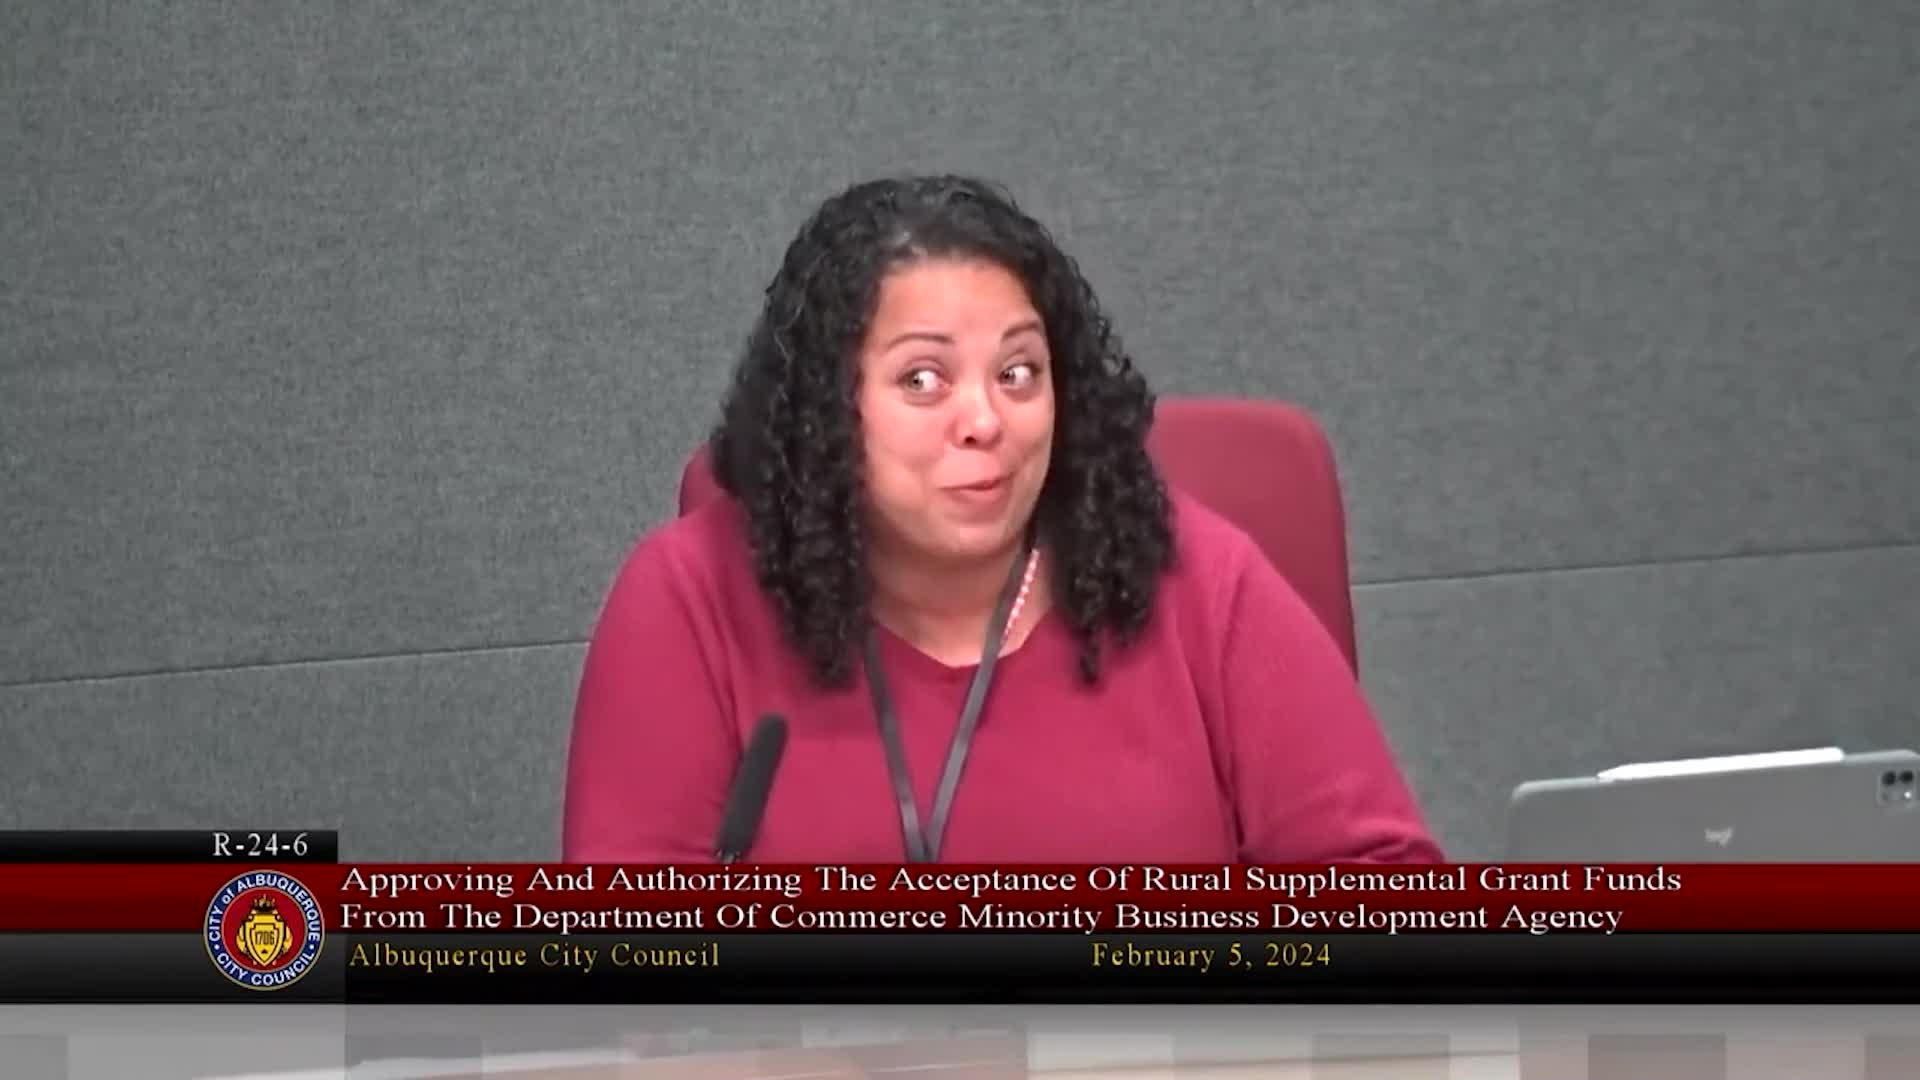 R-24-6
Approving And Authorizing The Acceptance Of Rural Supplemental Grant Funds
From The Department Of Commerce Minority Business Development Agency
Albuquerque City Council
February 5, 2024
CITY of ALBUQUERQUE
1706
CITY COUNCIL
logi